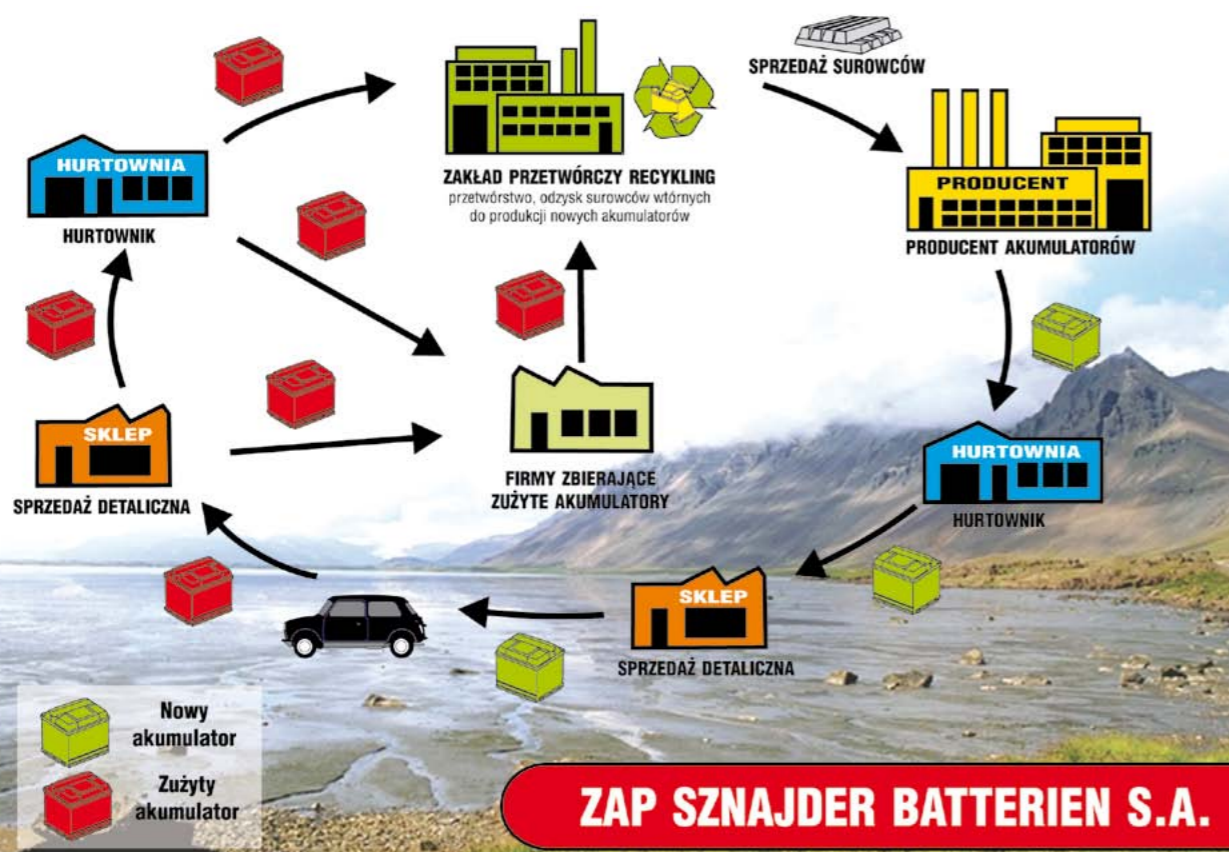 SPRZEDAŻ SUROWCÓW
HURTOWNIA
HURTOWNIK
ZAKŁAD PRZETWÓRCZY RECYKLING
przetwórstwo, odzysk surowców wtórnych
do produkcji nowych akumulatorów
PRODUCENT
PRODUCENT AKUMULATORÓW
SKLEP
SPRZEDAŻ DETALICZNA
FIRMY ZBIERAJĄCE
ZUŻYTE AKUMULATORY
HURTOWNIA
HURTOWNIK
SKLEP
SPRZEDAŻ DETALICZNA
Nowy
akumulator
Zużyty
akumulator
ZAP SZNAJDER BATTERIEN S.A.